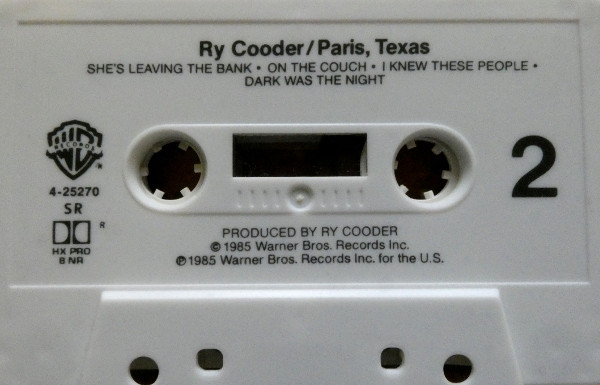 Ry Cooder/Paris, Texas
SHE'S LEAVING THE BANK • ON THE COUCH • I KNEW THESE PEOPLE •
DARK WAS THE NIGHT
2
WB RECORDS
4-25270
SR
HX PRO
B NR
R
PRODUCED BY RY COODER
©1985 Warner Bros. Records Inc.
℗1985 Warner Bros. Records Inc. for the U.S.